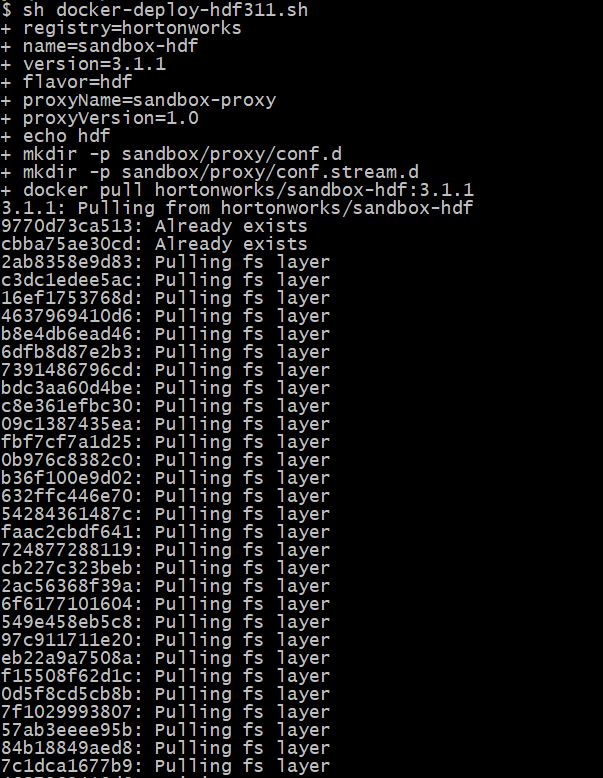 $ sh docker-deploy-hdf311.sh
+ registry=hortonworks
+ name=sandbox-hdf
+ version=3.1.1
+ flavor=hdf
+ proxyName=sandbox-proxy
+ proxyVersion=1.0
+ echo hdf
+ mkdir -p sandbox/proxy/conf.d
+ mkdir -p sandbox/proxy/conf.stream.d
+ docker pull hortonworks/sandbox-hdf:3.1.1
3.1.1: Pulling from hortonworks/sandbox-hdf
9770d73ca513: Already exists
cbba75ae30cd: Already exists
2ab8358e9d83: Pulling fs layer
c3dc1edee5ac: Pulling fs layer
16ef1753768d: Pulling fs layer
4637969410d6: Pulling fs layer
b8e4db6ead46: Pulling fs layer
6dfb8d87e2b3: Pulling fs layer
7391486796cd: Pulling fs layer
bdc3aa60d4be: Pulling fs layer
c8e361efbc30: Pulling fs layer
09c1387435ea: Pulling fs layer
fbf7cf7a1d25: Pulling fs layer
0b976c8382c0: Pulling fs layer
b36f100e9d02: Pulling fs layer
632ffc446e70: Pulling fs layer
54284361487c: Pulling fs layer
faac2cbdf641: Pulling fs layer
724877288119: Pulling fs layer
cb227c323beb: Pulling fs layer
2ac56368f39a: Pulling fs layer
6f6177101604: Pulling fs layer
549e458eb5c8: Pulling fs layer
97c911711e20: Pulling fs layer
eb22a9a7508a: Pulling fs layer
f15508f62d1c: Pulling fs layer
0d5f8cd5cb8b: Pulling fs layer
7f1029993807: Pulling fs layer
57ab3eeee95b: Pulling fs layer
84b18849aed8: Pulling fs layer
7c1dca1677b9: Pulling fs layer